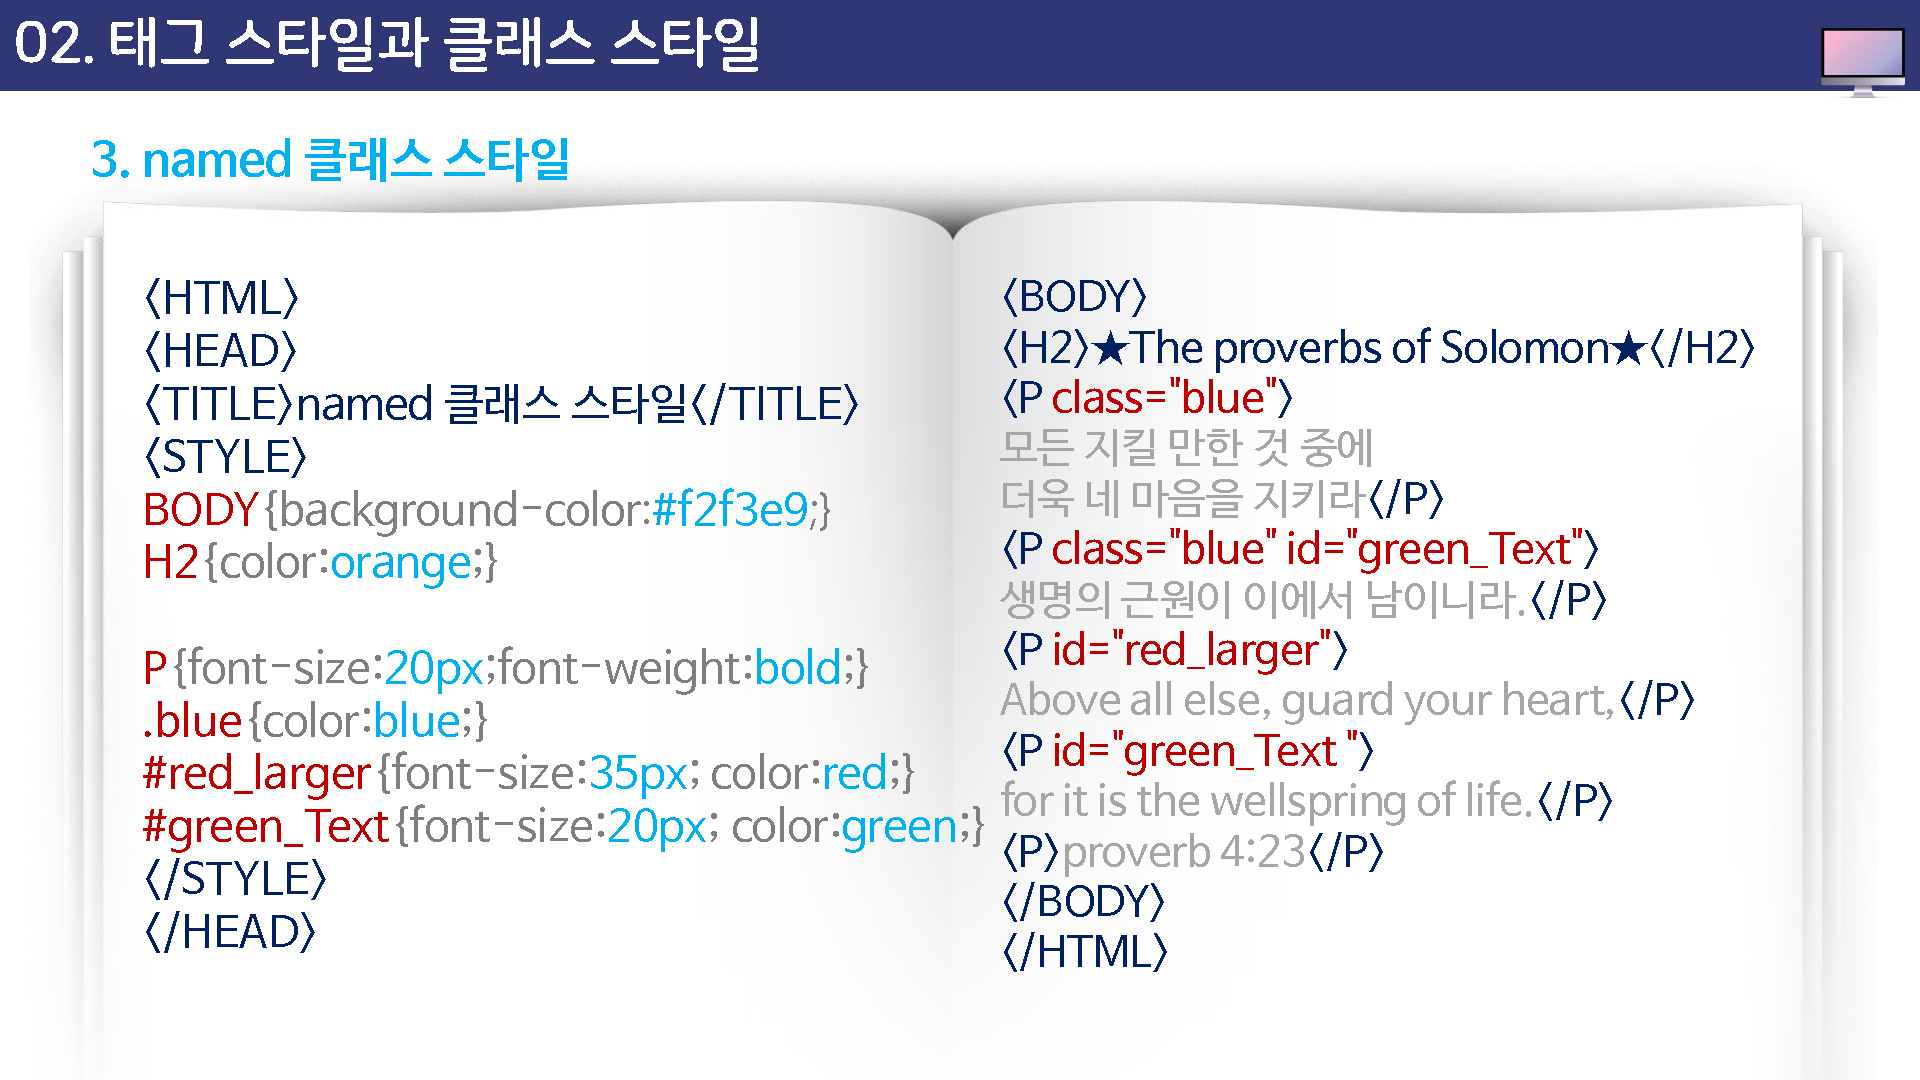 02. 태그 스타일과 클래스 스타일
3. named 클래스 스타일
<HTML>
<HEAD>
<TITLE>named 클래스 스타일</TITLE>
<STYLE>
BODY{background-color:#f2f3e9;}
H2{color:orange;}
P{font-size:20px;font-weight:bold;}
.blue{color:blue;}
#red_larger{font-size:35px; color:red;}
#green_Text{font-size:20px; color:green;}
</STYLE>
</HEAD>
<BODY>
<H2>★The proverbs of Solomon★</H2>
<P class="blue">
모든 지킬 만한 것 중에
더욱 네 마음을 지키라</P>
<P class="blue" id="green_Text">
생명의 근원이 이에서 남이니라.</P>
<P id="red_larger">
Above all else, guard your heart,</P>
<P id="green_Text ">
for it is the wellspring of life.</P>
<P>proverb 4:23</P>
</BODY>
</HTML>